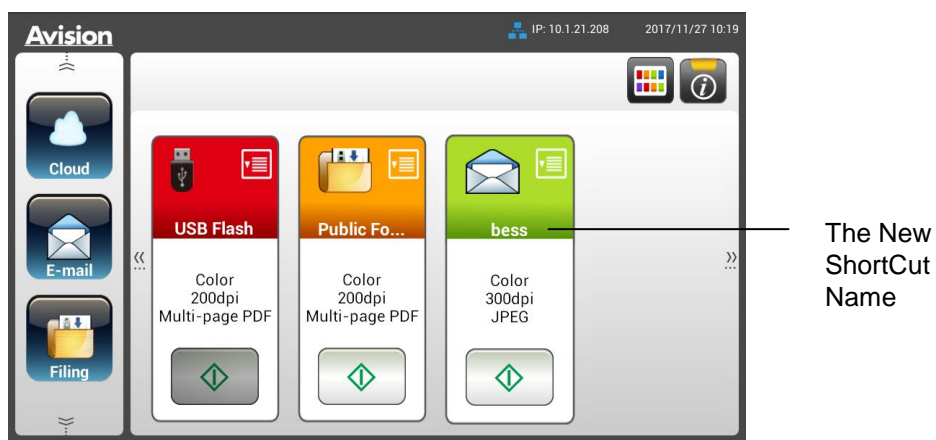 Avision
IP: 10.1.21.208
2017/11/27 10:19
Cloud
E-mail
Filing
USB Flash
Color
200dpi
Multi-page PDF
Public Fo...
Color
200dpi
Multi-page PDF
bess
Color
300dpi
JPEG
The New
ShortCut
Name